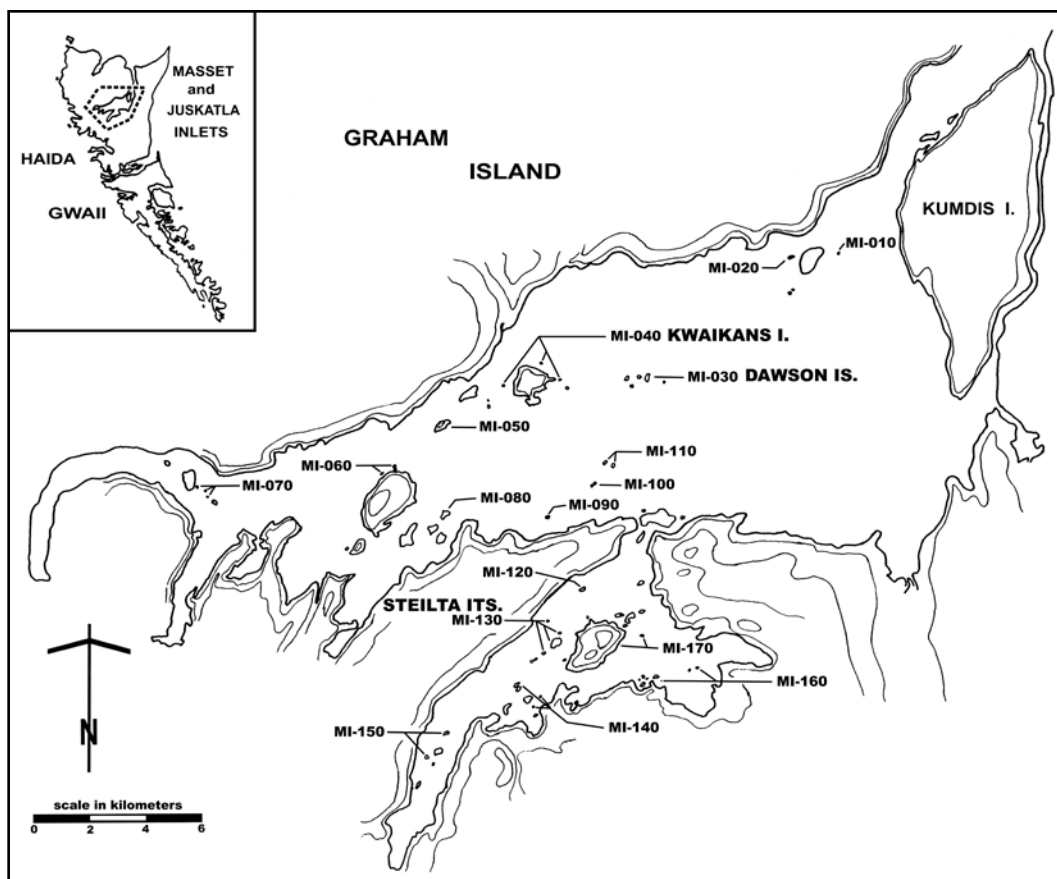 MASSET
and
JUSKATLA
INLETS
HAIDA
GWAII
GRAHAM
ISLAND
KUMDIS I.
MI-010
MI-020
MI-040 KWAIKANS I.
MI-030 DAWSON IS.
MI-050
MI-110
MI-060
MI-070
MI-100
MI-080
MI-090
MI-120
STEILTA ITS.
MI-130
MI-170
MI-160
MI-140
MI-150
N
scale in kilometers
0 2 4 6